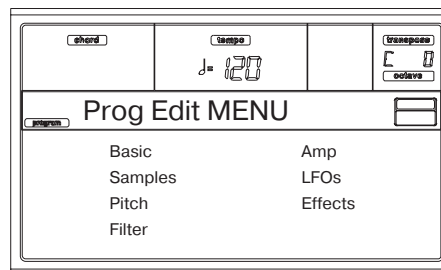 chord
tempo
transpose
♩= 120
C 0
octave
program
Prog Edit MENU
Basic
Samples
Pitch
Filter
Amp
LFOs
Effects